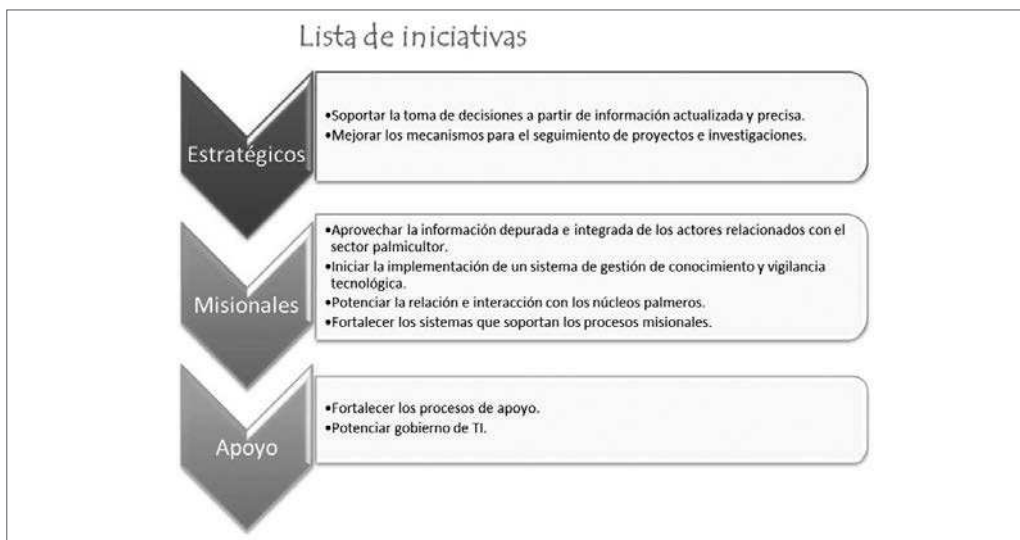 Lista de iniciativas
Estratégicos
•Soportar la toma de decisiones a partir de información actualizada y precisa.
•Mejorar los mecanismos para el seguimiento de proyectos e investigaciones.
Misionales
•Aprovechar la información depurada e integrada de los actores relacionados con el
sector palmicultor.
•Iniciar la implementación de un sistema de gestión de conocimiento y vigilancia
tecnológica.
•Potenciar la relación e interacción con los núcleos palmeros.
•Fortalecer los sistemas que soportan los procesos misionales.
Apoyo
•Fortalecer los procesos de apoyo.
•Potenciar gobierno de TI.